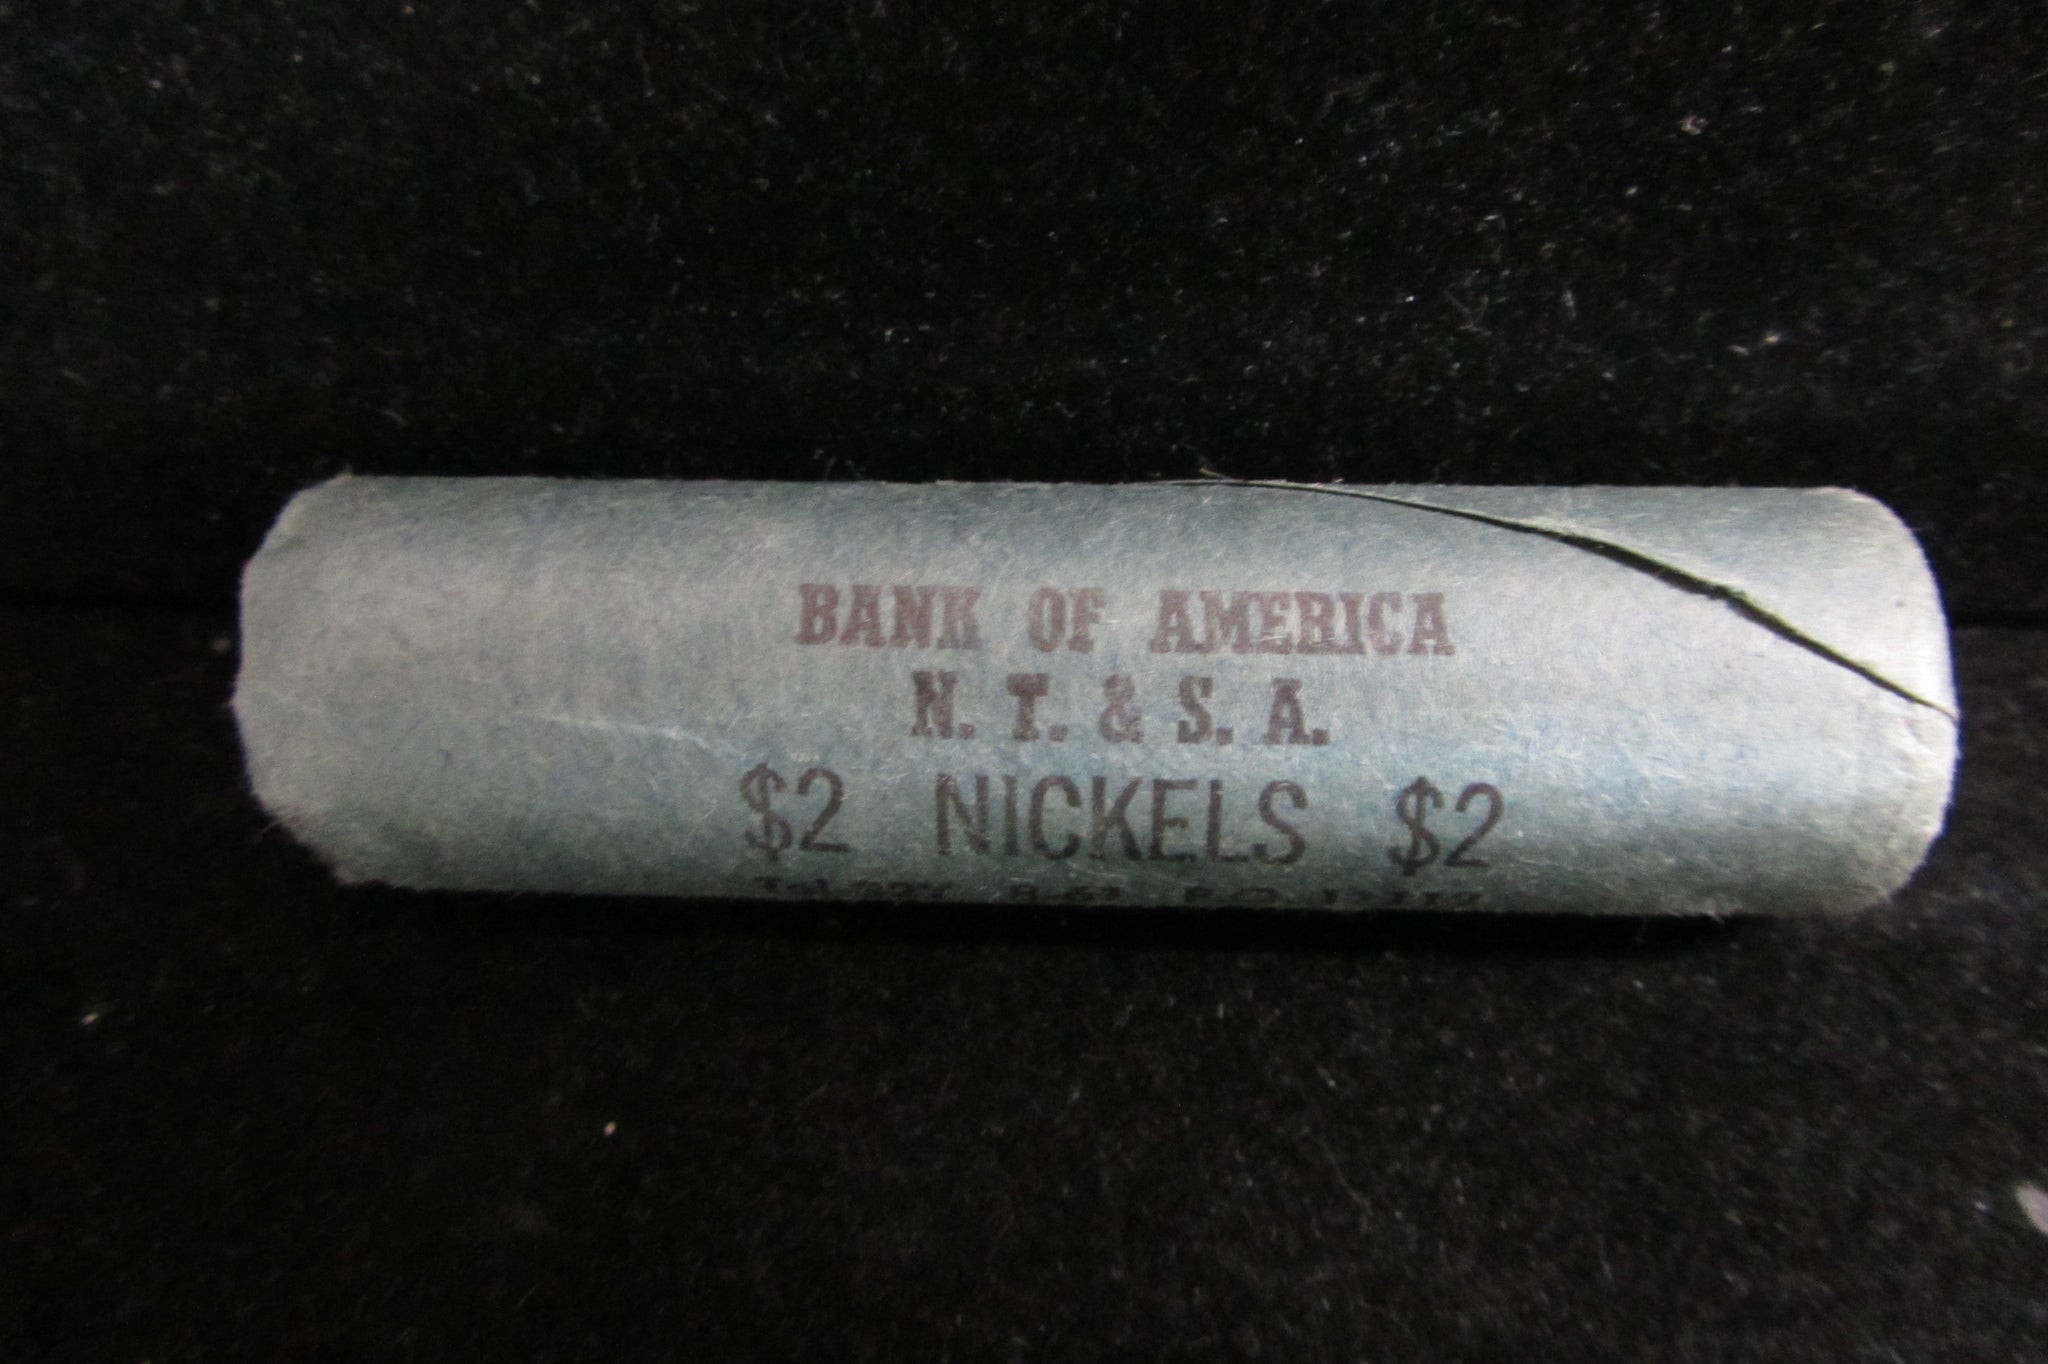 BANK OF AMERICA
N. T. & S. A.
$2 NICKELS $2